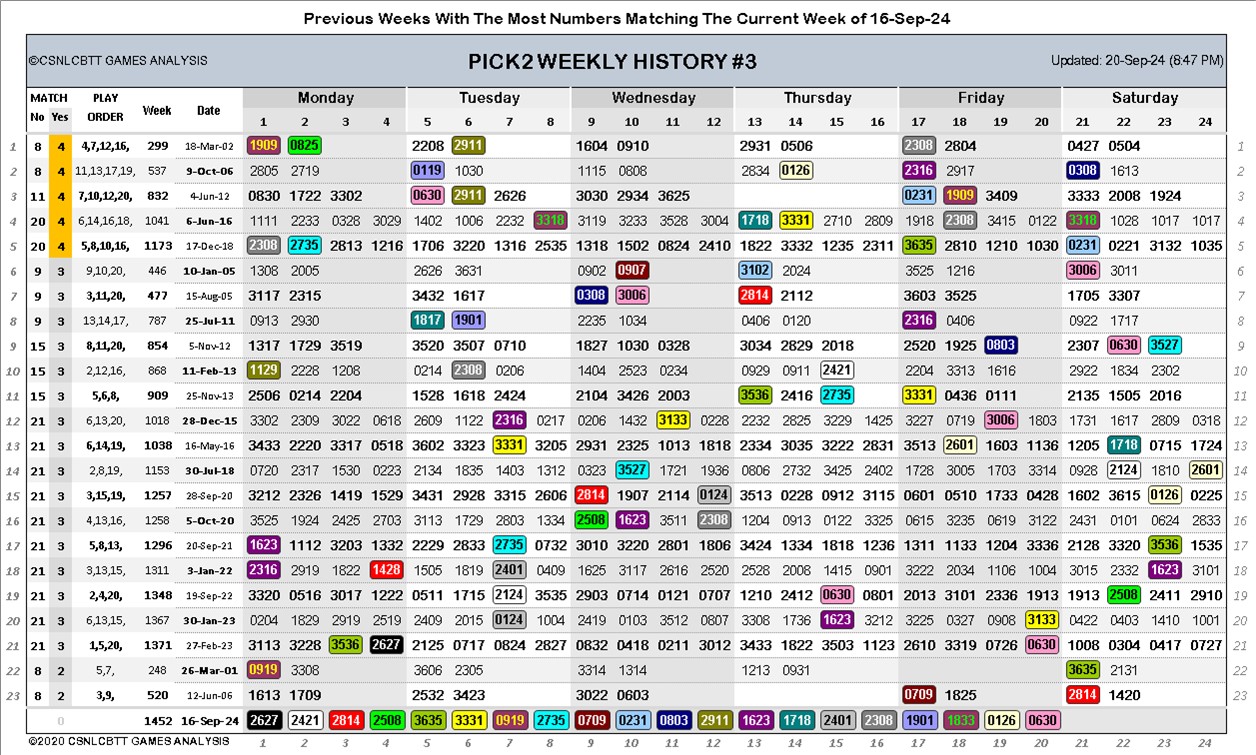 Previous Weeks With The Most Numbers Matching The Current Week of 16-Sep-24
©CSNLCBTT GAMES ANALYSIS PICK2 WEEKLY HISTORY #3 Updated: 20-Sep-24 (8:47 PM)
MATCH PLAY Week Date Monday Tuesday Wednesday Thursday Friday Saturday
No Yes ORDER 1 2 3 4 5 6 7 8 9 10 11 12 13 14 15 16 17 18 19 20 21 22 23 24
1 8 4 4,7,12,16, 299 18-Mar-02 1909 0825 2208 2911 1604 0910 2931 0506 2308 2804 0427 0504 1
2 8 4 11,13,17,19, 537 9-Oct-06 2805 2719 0119 1030 1115 0808 2834 0126 2316 2917 0308 1613 2
3 11 4 7,10,12,20, 832 4-Jun-12 0830 1722 3302 0630 2911 2626 3030 2934 3625 0231 1909 3409 3333 2008 1924 3
4 20 4 6,14,16,18, 1041 6-Jun-16 1111 2233 0328 3029 1402 1006 2232 3318 3119 3233 3528 3004 1718 3331 2710 2809 1918 2308 3415 0122 3318 1028 1017 1017 4
5 20 4 5,8,10,16, 1173 17-Dec-18 2308 2735 2813 1216 1706 3220 1316 2535 1318 1502 0824 2410 1822 3332 1235 2311 3635 2810 1210 1030 0231 0221 3132 1035 5
6 9 3 9,10,20, 446 10-Jan-05 1308 2005 2626 3631 0902 0907 3102 2024 3525 1216 3006 3011 6
7 9 3 3,11,20, 477 15-Aug-05 3117 2315 3432 1617 0308 3006 2814 2112 3603 3525 1705 3307 7
8 9 3 13,14,17, 787 25-Jul-11 0913 2930 1817 1901 2235 1034 0406 0120 2316 0406 0922 1717 8
9 15 3 8,11,20, 854 5-Nov-12 1317 1729 3519 3520 3507 0710 1827 1030 0328 3034 2829 2018 2520 1925 0803 2307 0630 3527 9
10 15 3 2,12,16, 868 11-Feb-13 1129 2228 1208 0214 2308 0206 1404 2523 0234 0929 0911 2421 2204 3313 1616 2922 1834 2302 10
11 15 3 5,6,8, 909 25-Nov-13 2506 0214 2204 1528 1618 2424 2104 3426 2003 3536 2416 2735 3331 0436 0111 2135 1505 2016 11
12 21 3 6,13,20, 1018 28-Dec-15 3302 2309 3022 0618 2609 1122 2316 0217 0206 1432 3133 0228 2232 2825 3229 1425 3227 0719 3006 1803 1731 1617 2809 0318 12
13 21 3 6,14,19, 1038 16-May-16 3433 2220 3317 0518 3602 3323 3331 3205 2931 2325 1013 1818 2334 3035 3222 2831 3513 2601 1603 1136 1205 1718 0715 1724 13
14 21 3 2,8,19, 1153 30-Jul-18 0720 2317 1530 0223 2134 1835 1403 1312 0323 3527 1721 1936 0806 2732 3425 2402 1728 3005 1703 3314 0928 2124 1810 2601 14
15 21 3 3,15,19, 1257 28-Sep-20 3212 2326 1419 1529 3431 2928 3315 2606 2814 1907 2114 0124 3513 0228 0912 3115 0601 0510 1733 0428 1602 3615 0126 0225 15
16 21 3 4,13,16, 1258 5-Oct-20 3525 1924 2425 2703 3113 1729 2803 1334 2508 1623 3511 2308 1204 0913 0122 3325 0615 3235 0619 3122 2431 0101 0624 2833 16
17 21 3 5,8,13, 1296 20-Sep-21 1623 1112 3203 1332 2229 2833 2735 0732 3010 3220 2801 1806 3424 1334 1818 1236 1311 1133 1204 3336 2128 3320 3536 1535 17
18 21 3 3,13,15, 1311 3-Jan-22 2316 2919 1822 1428 1505 1819 2401 0409 1625 3117 2616 2520 2528 2008 1415 0918 3222 2034 1106 1004 3015 2332 1623 3101 18
19 21 3 2,4,20, 1348 19-Sep-22 3320 0516 3017 1222 0511 1715 2124 3535 2903 0714 0121 0707 1210 2412 0630 0801 2013 3101 2336 1913 1913 2508 2411 2910 19
20 21 3 6,13,15, 1367 30-Jan-23 0204 1829 2919 2519 2409 2015 0124 1004 2419 0103 3512 0807 3308 1736 1623 3212 3225 0327 0908 3133 0422 0403 1410 1001 20
21 21 3 1,5,20, 1371 27-Feb-23 3113 3228 3536 2627 2125 0717 0824 2827 0832 0418 0211 3012 3433 1822 3503 1123 2610 3319 0726 0630 1008 0304 0417 0727 21
22 8 2 5,7, 248 26-Mar-01 0919 3308 3606 2305 3314 1314 1213 0931 3635 2131 22
23 8 2 3,9, 520 12-Jun-06 1613 1709 2532 3423 3022 0603 0709 1825 2814 1420 23
0 1452 16-Sep-24 2627 2421 2814 2508 3635 3331 0919 2735 0709 0231 0803 2911 1623 1718 2401 2308 1901 1833 0126 0630
©2020 CSNLCBTT GAMES ANALYSIS 1 2 3 4 5 6 7 8 9 10 11 12 13 14 15 16 17 18 19 20 21 22 23 24